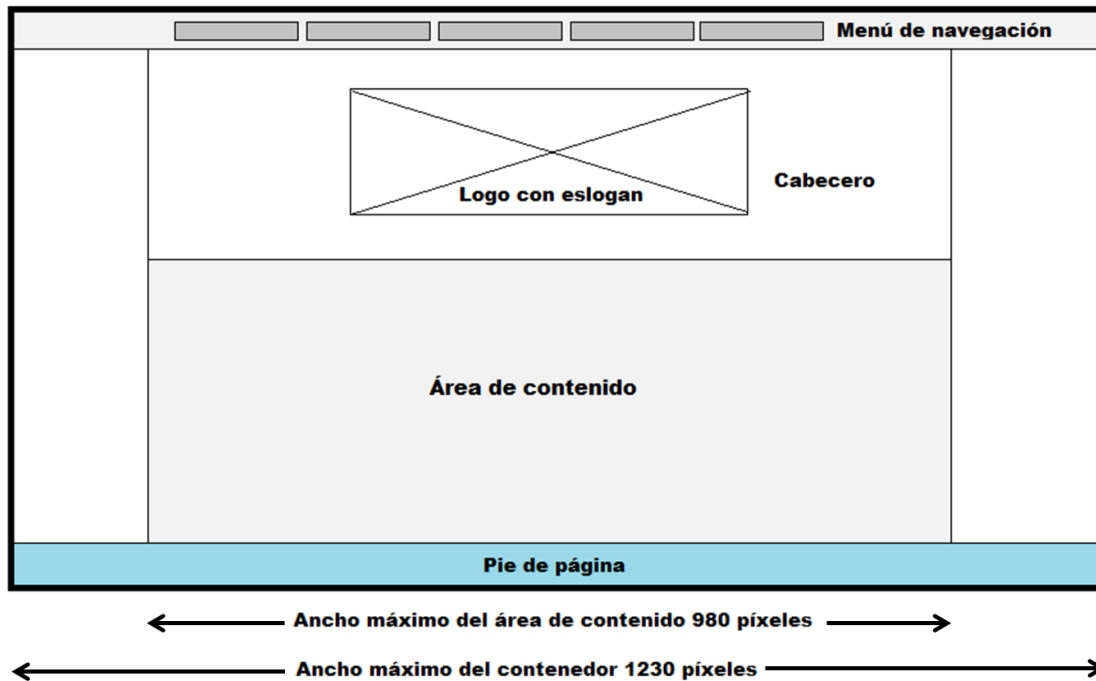 Menú de navegación
Logo con eslogan
Cabecero
Área de contenido
Pie de página
Ancho máximo del área de contenido 980 píxeles
Ancho máximo del contenedor 1230 píxeles